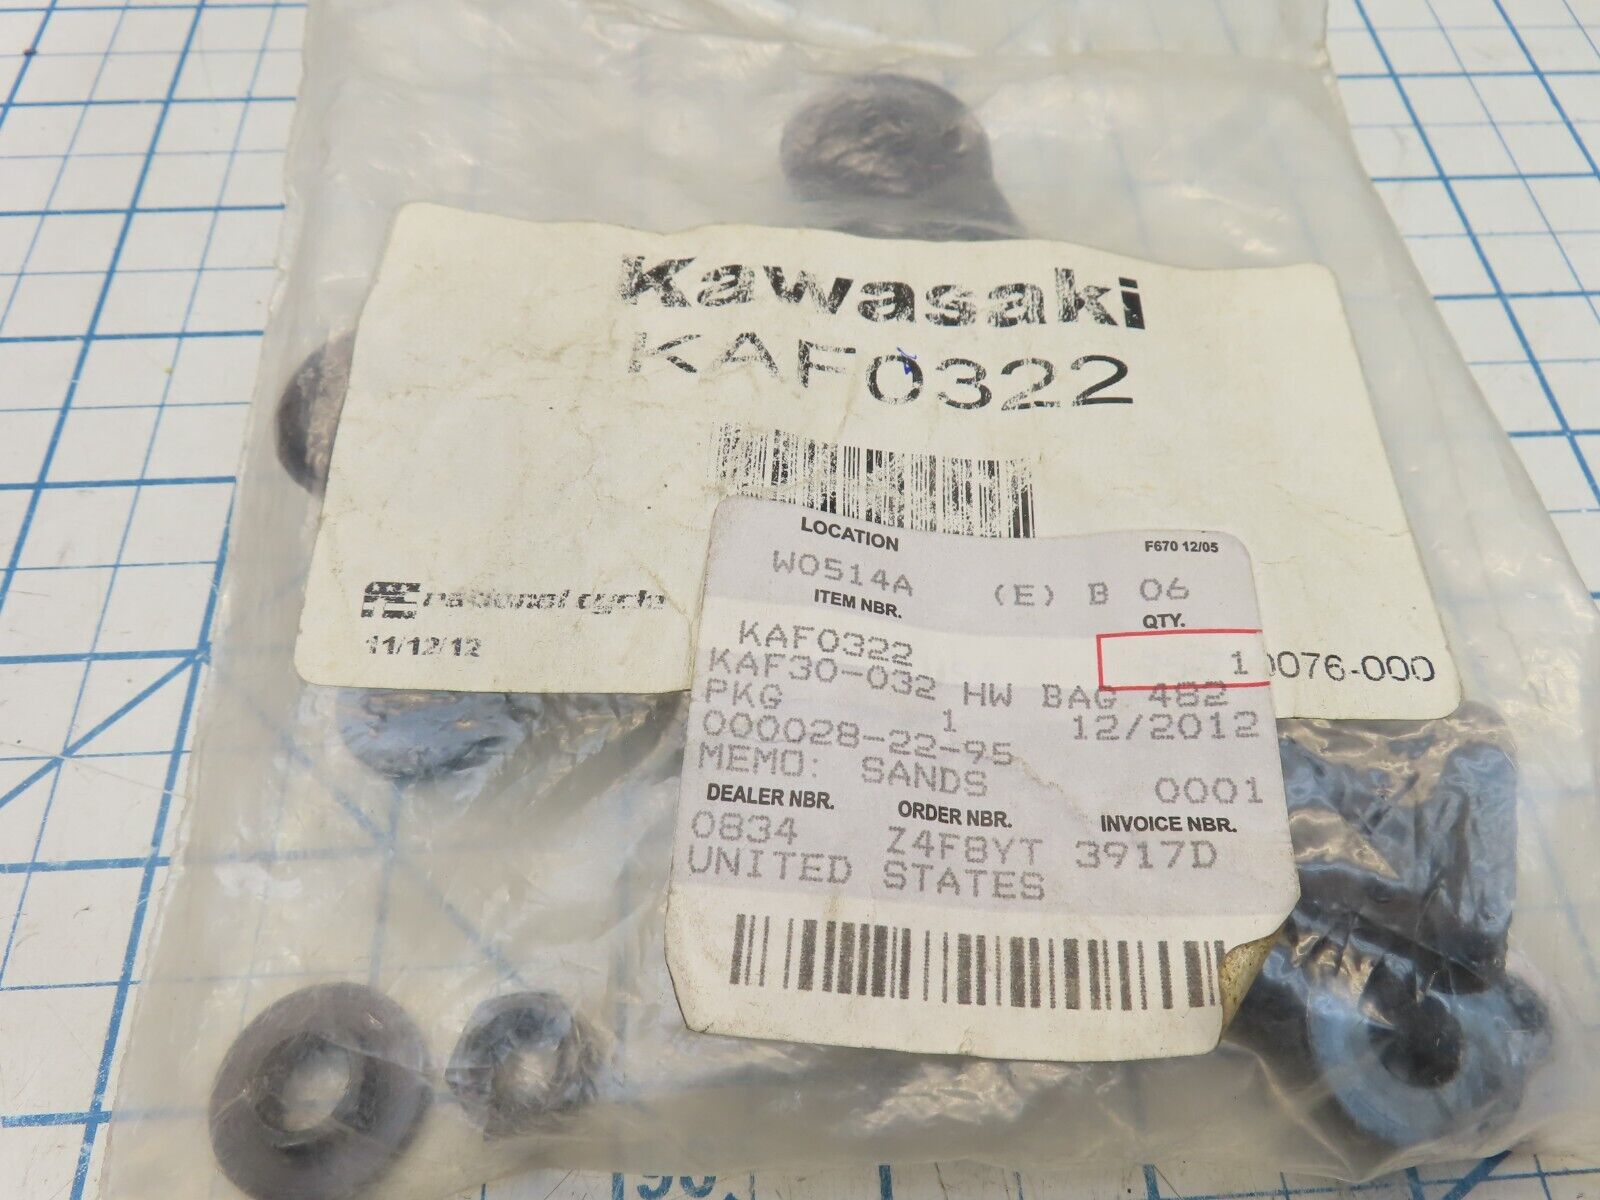 Kawasaki
KAF0322
national cycle
11/12/12
0076-000
LOCATION
F670 12/05
W0514A (E) B 06
ITEM NBR.
QTY.
KAF0322
1
KAF30-032 HW BAG 482
PKG 1 12/2012
000028-22-95
MEMO: SANDS 0001
DEALER NBR. ORDER NBR. INVOICE NBR.
0834 Z4F8YT 3917D
UNITED STATES